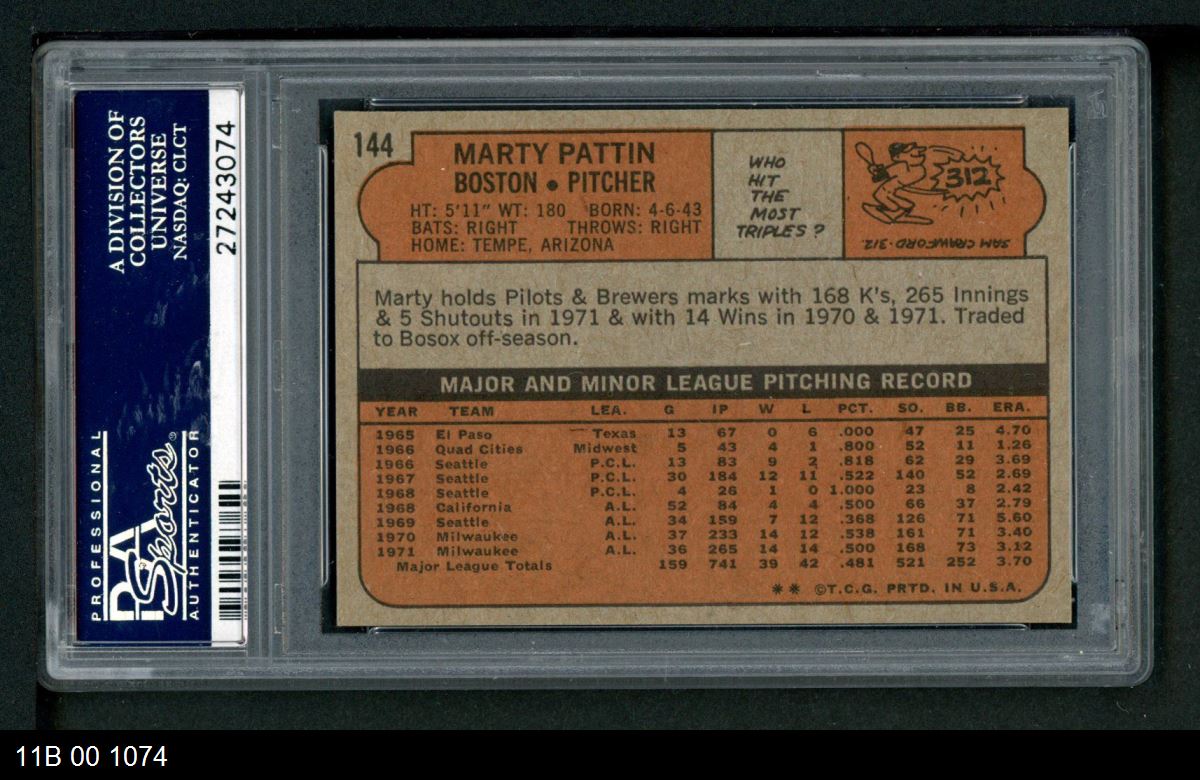 A DIVISION OF
COLLECTORS
UNIVERSE
NASDAQ: CLCT
27243074
PROFESSIONAL
PSA
Sports®
AUTHENTICATOR
144
MARTY PATTIN
BOSTON • PITCHER
HT: 5'11" WT: 180 BORN: 4-6-43
BATS: RIGHT THROWS: RIGHT
HOME: TEMPE, ARIZONA
WHO
HIT
THE
MOST
TRIPLES?
312
SAM CRAWFORD-312
Marty holds Pilots & Brewers marks with 168 K's, 265 Innings
& 5 Shutouts in 1971 & with 14 Wins in 1970 & 1971. Traded
to Bosox off-season.
MAJOR AND MINOR LEAGUE PITCHING RECORD
YEAR TEAM LEA. G IP W L PCT. SO. BB. ERA.
1965 El Paso Texas 13 67 0 6 .000 47 25 4.70
1966 Quad Cities Midwest 5 43 4 1 .800 52 11 1.26
1966 Seattle P.C.L. 13 83 9 2 .818 62 29 3.69
1967 Seattle P.C.L. 30 184 12 11 .522 140 52 2.69
1968 Seattle P.C.L. 4 26 1 0 1.000 23 8 2.42
1968 California A.L. 52 84 4 4 .500 66 37 2.79
1969 Seattle A.L. 34 159 7 12 .368 126 71 5.60
1970 Milwaukee A.L. 37 233 14 12 .538 161 71 3.40
1971 Milwaukee A.L. 36 265 14 14 .500 168 73 3.12
Major League Totals 159 741 39 42 .481 521 252 3.70
** ©T.C.G. PRTD. IN U.S.A.
11B 00 1074